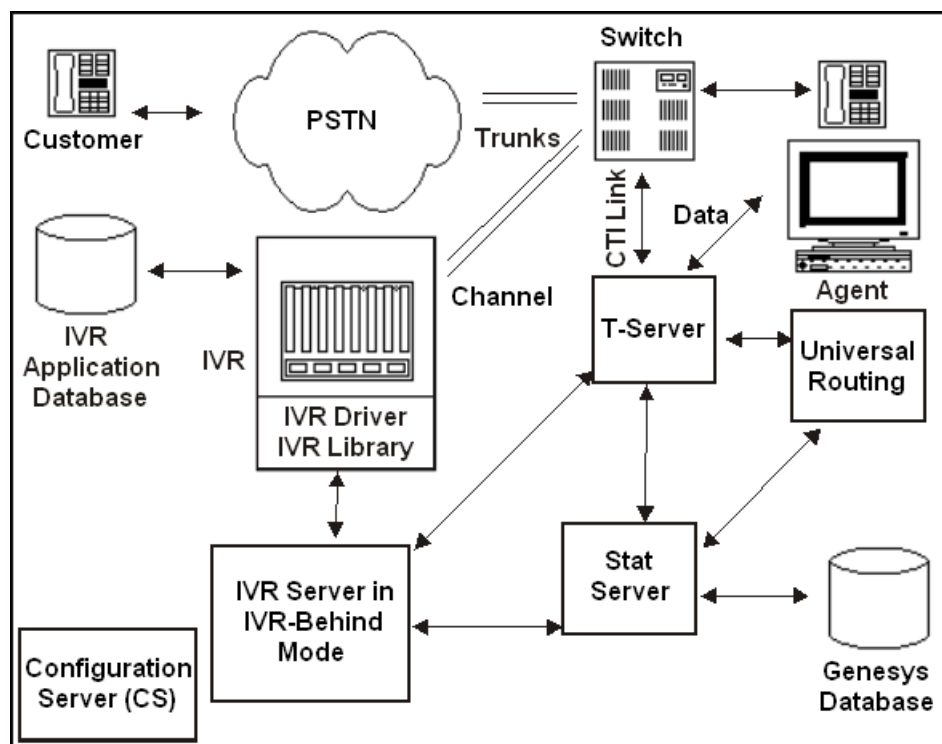 Switch
PSTN
Customer
Trunks
CTI Link
Data
Channel
Agent
T-Server
IVR
Application
Database
IVR
IVR Driver
IVR Library
Universal
Routing
IVR Server in
IVR-Behind
Mode
Stat
Server
Configuration
Server (CS)
Genesys
Database